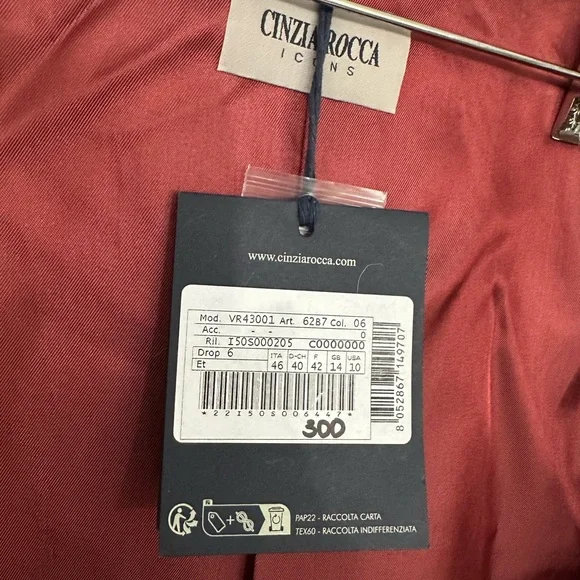 CINZIA ROCCA
ICONS
www.cinziarocca.com
Mod. VR43001 Art. 62B7 Col. 06
Acc. - - 0
Ril. I50S000205 C0000000
Drop 6 ITA D-CH F GB USA
Et 46 40 42 14 10
*22150S006447*
300
8 052867 149707
FR
PAP22 - RACCOLTA CARTA
TEX60 - RACCOLTA INDIFFERENZIATA